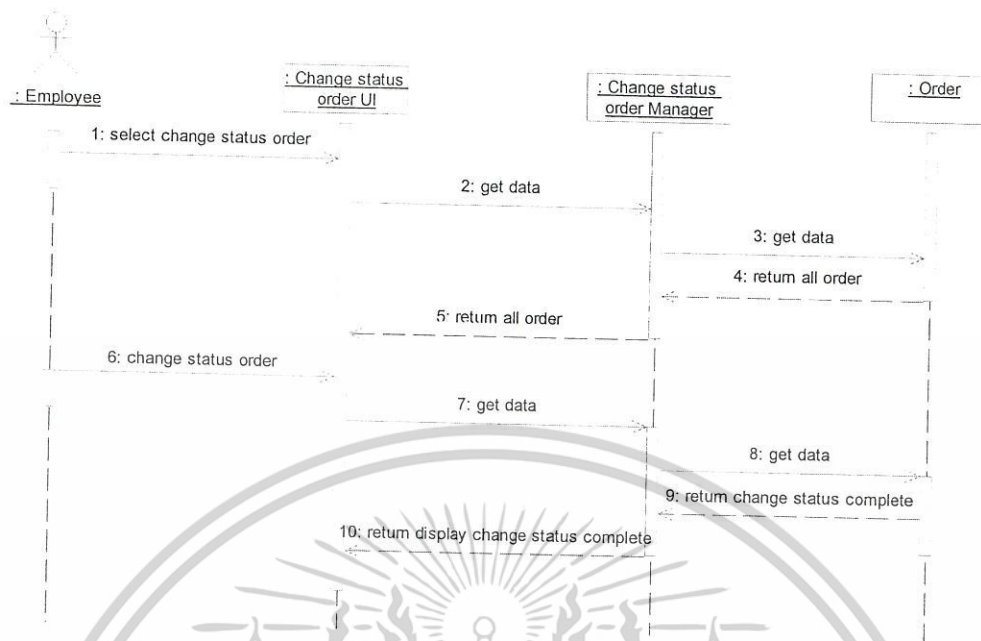 : Employee
: Change status
order UI
: Change status
order Manager
: Order
1: select change status order
2: get data
3: get data
4: return all order
5: return all order
6: change status order
7: get data
8: get data
9: return change status complete
10: return display change status complete